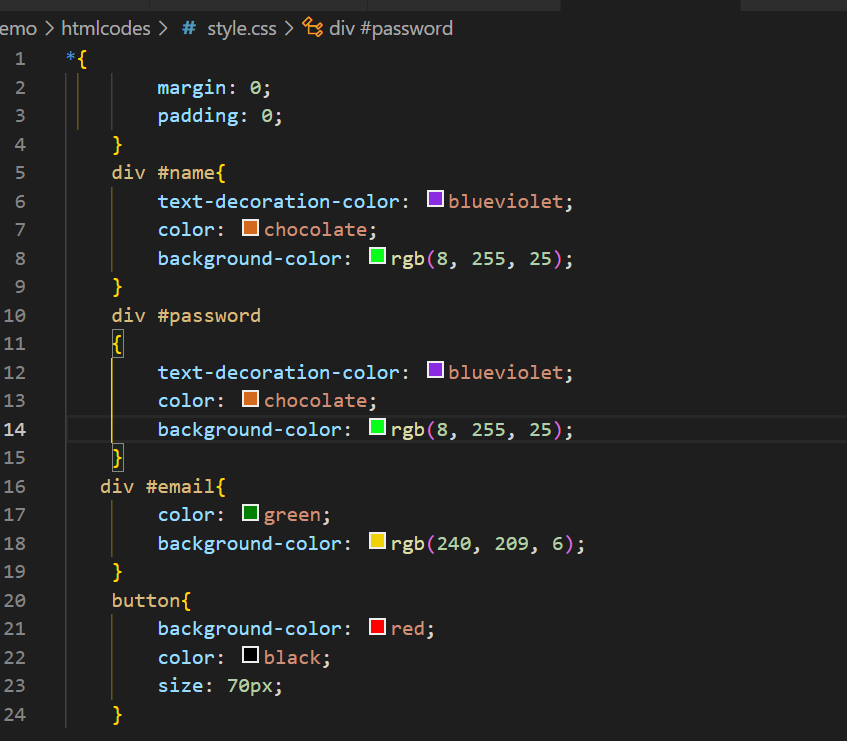 emo > htmlcodes > # style.css > div #password
1 *{
2 margin: 0;
3 padding: 0;
4 }
5 div #name{
6 text-decoration-color: blueviolet;
7 color: chocolate;
8 background-color: rgb(8, 255, 25);
9 }
10 div #password
11 {
12 text-decoration-color: blueviolet;
13 color: chocolate;
14 background-color: rgb(8, 255, 25);
15 }
16 div #email{
17 color: green;
18 background-color: rgb(240, 209, 6);
19 }
20 button{
21 background-color: red;
22 color: black;
23 size: 70px;
24 }